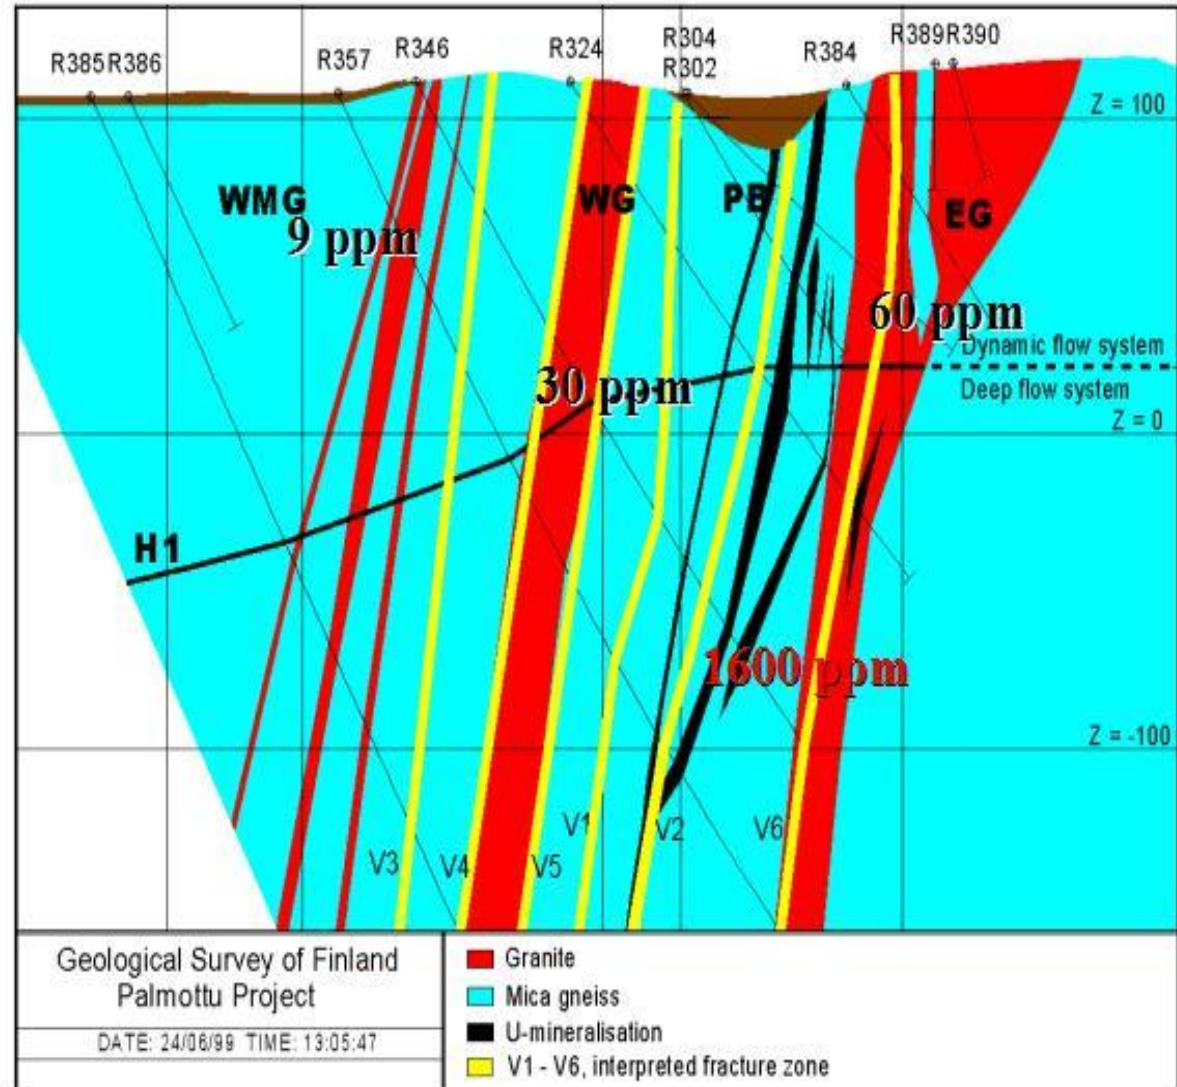 R385 R386
R357
R346
R324
R304
R302
R384
R389 R390
Z = 100
WMG
WG
PB
EG
9 ppm
60 ppm
Dynamic flow system
30 ppm
Deep flow system
Z = 0
H1
1600 ppm
Z = -100
V3
V4
V5
V1
V2
V6
Geological Survey of Finland
Palmottu Project
DATE: 24/06/99 TIME: 13:05:47
Granite
Mica gneiss
U-mineralisation
V1 - V6, interpreted fracture zone